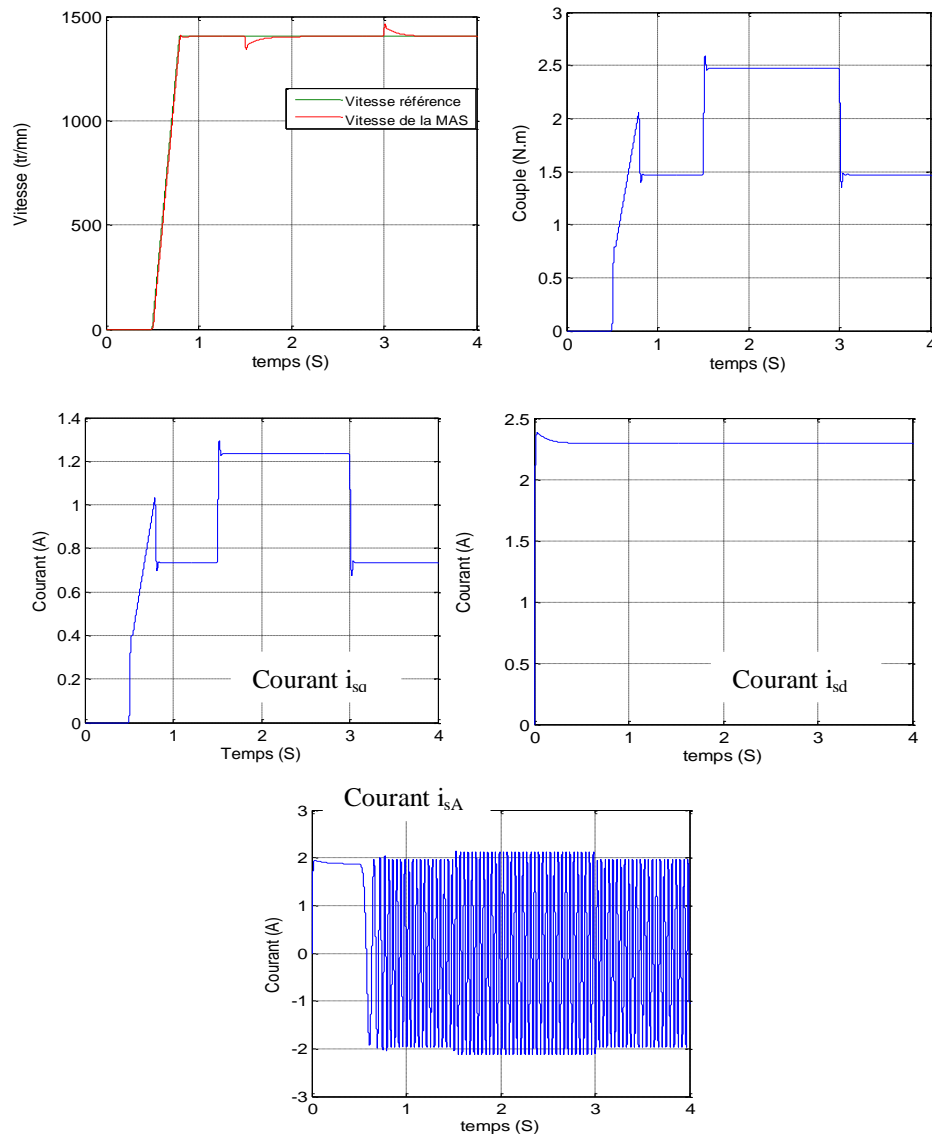 1500
1000
500
0
0 1 2 3 4
Vitesse (tr/mn)
temps (S)
Vitesse référence
Vitesse de la MAS
3
2.5
2
1.5
1
0.5
0
0 1 2 3 4
Couple (N.m)
temps (S)
1.4
1.2
1
0.8
0.6
0.4
0.2
0
0 1 2 3 4
Courant (A)
Courant isq
Temps (S)
2.5
2
1.5
1
0.5
0
0 1 2 3 4
Courant (A)
Courant isd
temps (S)
Courant isA
3
2
1
0
-1
-2
-3
0 1 2 3 4
Courant (A)
temps (S)